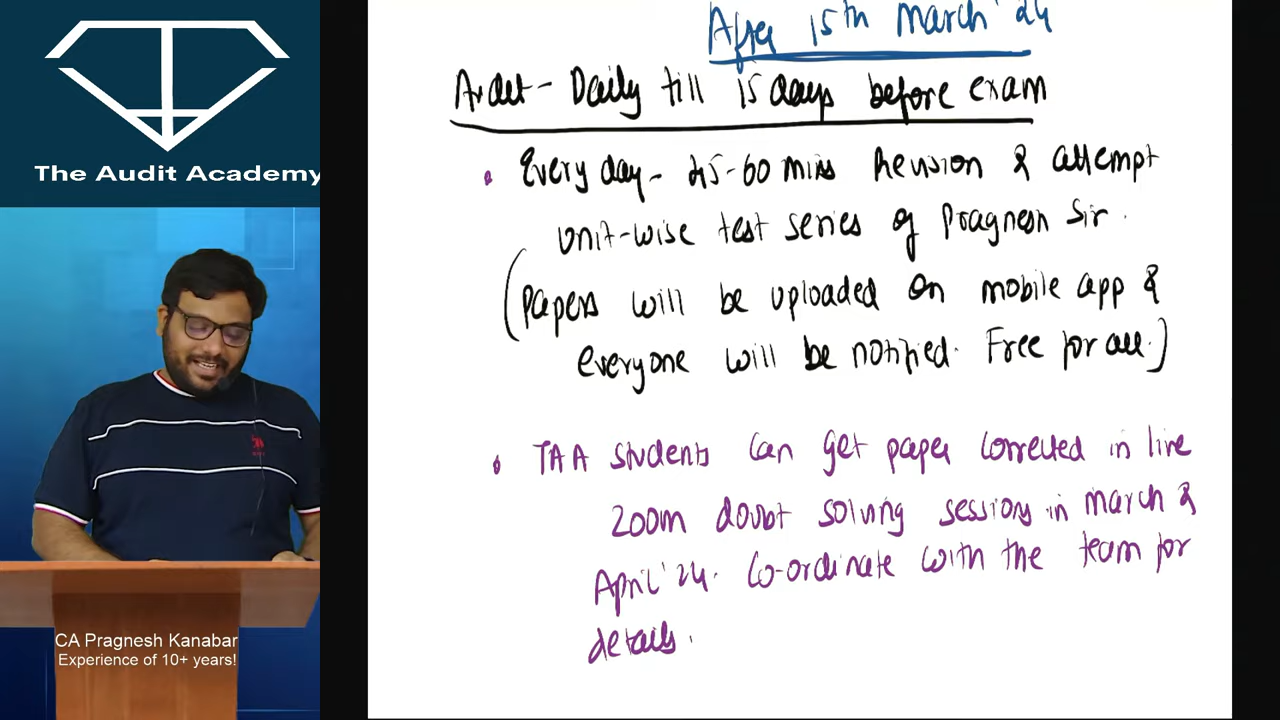 The Audit Academy
CA Pragnesh Kanabar
Experience of 10+ years!
After 15th March '24
Audit - Daily till 15 days before exam
• Every day - 45-60 mins Revision & attempt
unit-wise test series of Pragnesh Sir.
(Papers will be uploaded on mobile app &
everyone will be notified. Free for all.)
• TAA students can get paper corrected in live
zoom doubt solving sessions in march &
April '24. Co-ordinate with the team for
details.